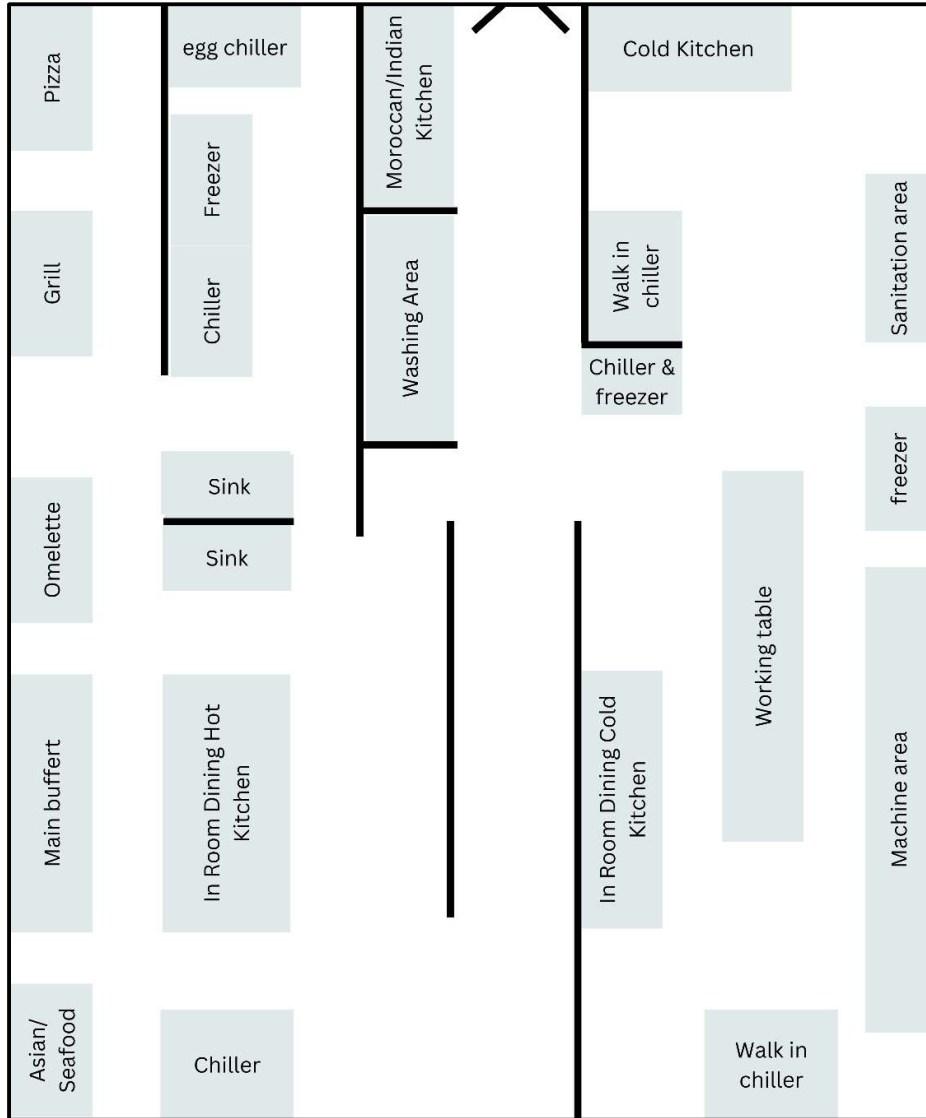 Pizza
egg chiller
Moroccan/Indian
Kitchen
Cold Kitchen
Freezer
Grill
Chiller
Washing Area
Walk in
chiller
Sanitation area
Chiller &
freezer
Sink
Sink
Omelette
freezer
Working table
Main buffert
In Room Dining Hot
Kitchen
In Room Dining Cold
Kitchen
Machine area
Asian/
Seafood
Chiller
Walk in
chiller